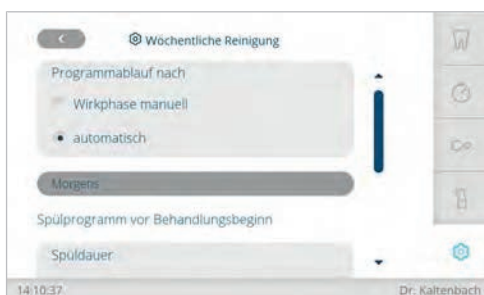 Wöchentliche Reinigung
Programmablauf nach
Wirkphase manuell
automatisch
Morgens
Spülprogramm vor Behandlungsbeginn
Spüldauer
14:10:37
Dr. Kaltenbach